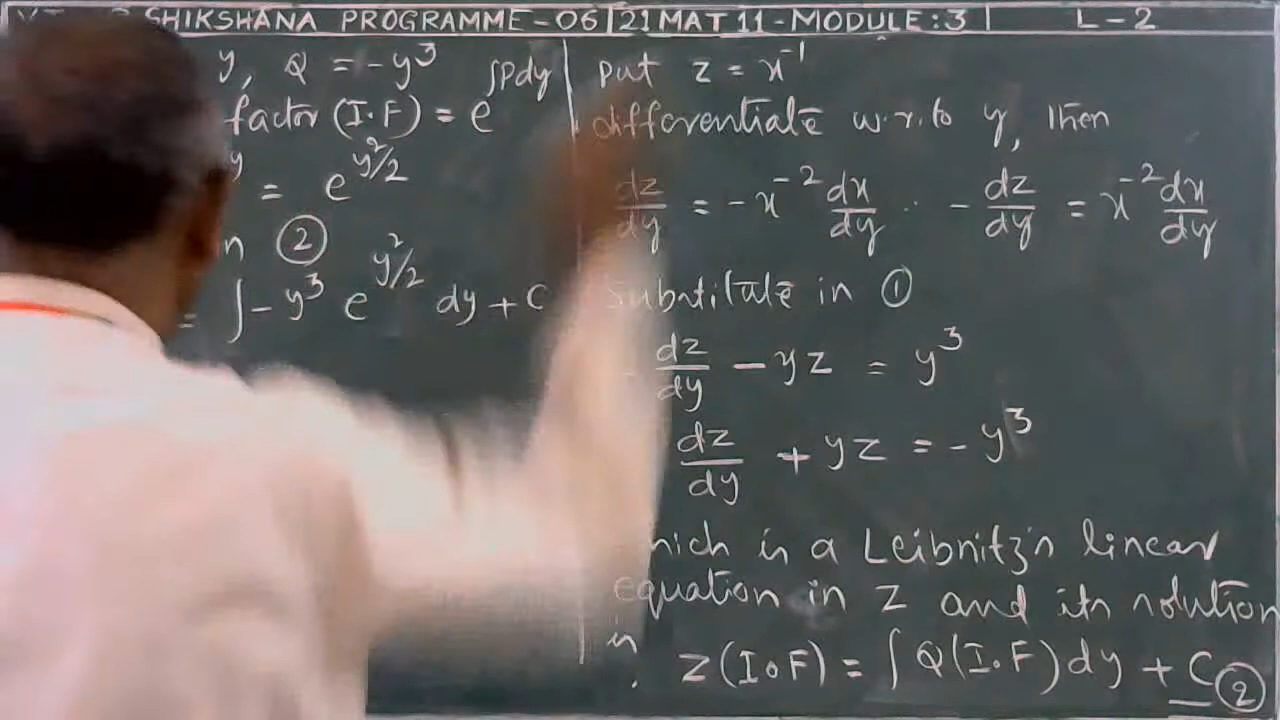 SHIKSHANA PROGRAMME-06 | 21MAT11-MODULE:3 | L-2
y, Q = -y³
factor (I.F) = e^∫Pdy
y = e^y²/2
n ②
= ∫-y³ e^y²/2 dy + C
put z = x⁻¹
differentiate w.r.to y, then
dz/dy = -x⁻² dx/dy ∴ -dz/dy = x⁻² dx/dy
Substitute in ①
dz/dy - yz = y³
dz/dy + yz = -y³
hich is a Leibnitz's linear
equation in z and its solution
is, z(I.F) = ∫Q(I.F)dy + C ②